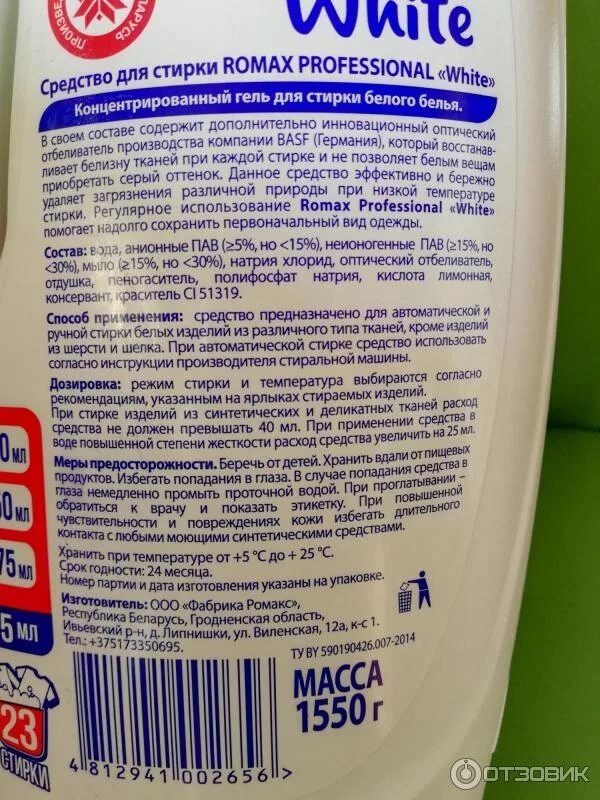 White
ПРОИЗВЕ
АРУСЬ
Средство для стирки ROMAX PROFESSIONAL «White»
Концентрированный гель для стирки белого белья.
В своем составе содержит дополнительно инновационный оптический
отбеливатель производства компании BASF (Германия), который восстанав-
ливает белизну тканей при каждой стирке и не позволяет белым вещам
приобретать серый оттенок. Данное средство эффективно и бережно
удаляет загрязнения различной природы при низкой температуре
стирки. Регулярное использование Romax Professional «White»
помогает надолго сохранить первоначальный вид одежды.
Состав: вода, анионные ПАВ (≥5%, но <15%), неионогенные ПАВ (≥15%, но
<30%), мыло (≥15%, но <30%), натрия хлорид, оптический отбеливатель,
отдушка, пеногаситель, полифосфат натрия, кислота лимонная,
консервант, краситель CI 51319.
Способ применения: средство предназначено для автоматической и
ручной стирки белых изделий из различного типа тканей, кроме изделий
из шерсти и шелка. При автоматической стирке средство использовать
согласно инструкции производителя стиральной машины.
Дозировка: режим стирки и температура выбираются согласно
рекомендациям, указанным на ярлыках стираемых изделий.
При стирке изделий из синтетических и деликатных тканей расход
средства не должен превышать 40 мл. При применении средства в
воде повышенной степени жесткости расход средства увеличить на 25 мл.
Меры предосторожности. Беречь от детей. Хранить вдали от пищевых
продуктов. Избегать попадания в глаза. В случае попадания средства в
глаза немедленно промыть проточной водой. При проглатывании –
обратиться к врачу и показать этикетку. При повышенной
чувствительности и повреждениях кожи избегать длительного
контакта с любыми моющими синтетическими средствами.
Хранить при температуре от +5 °С до + 25 °С.
Срок годности: 24 месяца.
Номер партии и дата изготовления указаны на упаковке.
Изготовитель: ООО «Фабрика Ромакс»,
Республика Беларусь, Гродненская область,
Ивьевский р-н, д. Липнишки, ул. Виленская, 12а, к-с 1.
Тел.: +375173350695.
ТУ BY 590190426.007-2014
0 мл
50 мл
75 мл
5 мл
23
СТИРКИ
МАССА
1550 г
4 812941 002656 >
ОТЗОВИК